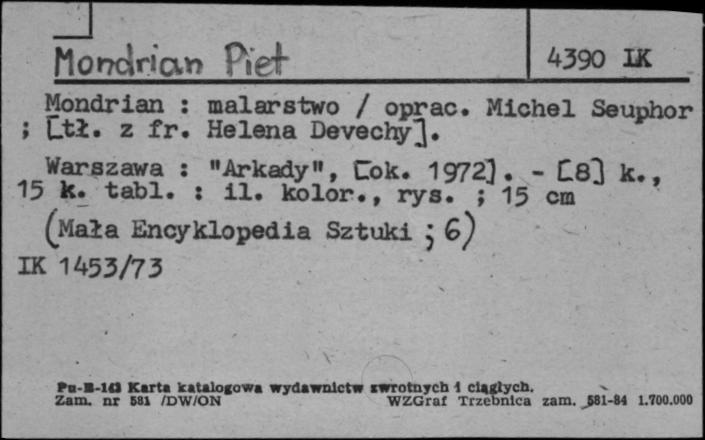 Mondrian Piet
4390 IK
Mondrian : malarstwo / oprac. Michel Seuphor
; [tł. z fr. Helena Devechy].
Warszawa : "Arkady", [ok. 1972]. - [8] k.,
15 k. tabl. : il. kolor., rys. ; 15 cm
(Mała Encyklopedia Sztuki ; 6)
IK 1453/73
Pu-B-143 Karta katalogowa wydawnictw zwrotnych i ciągłych.
Zam. nr 581 /DW/ON WZGraf Trzebnica zam. 581-84 1.700.000